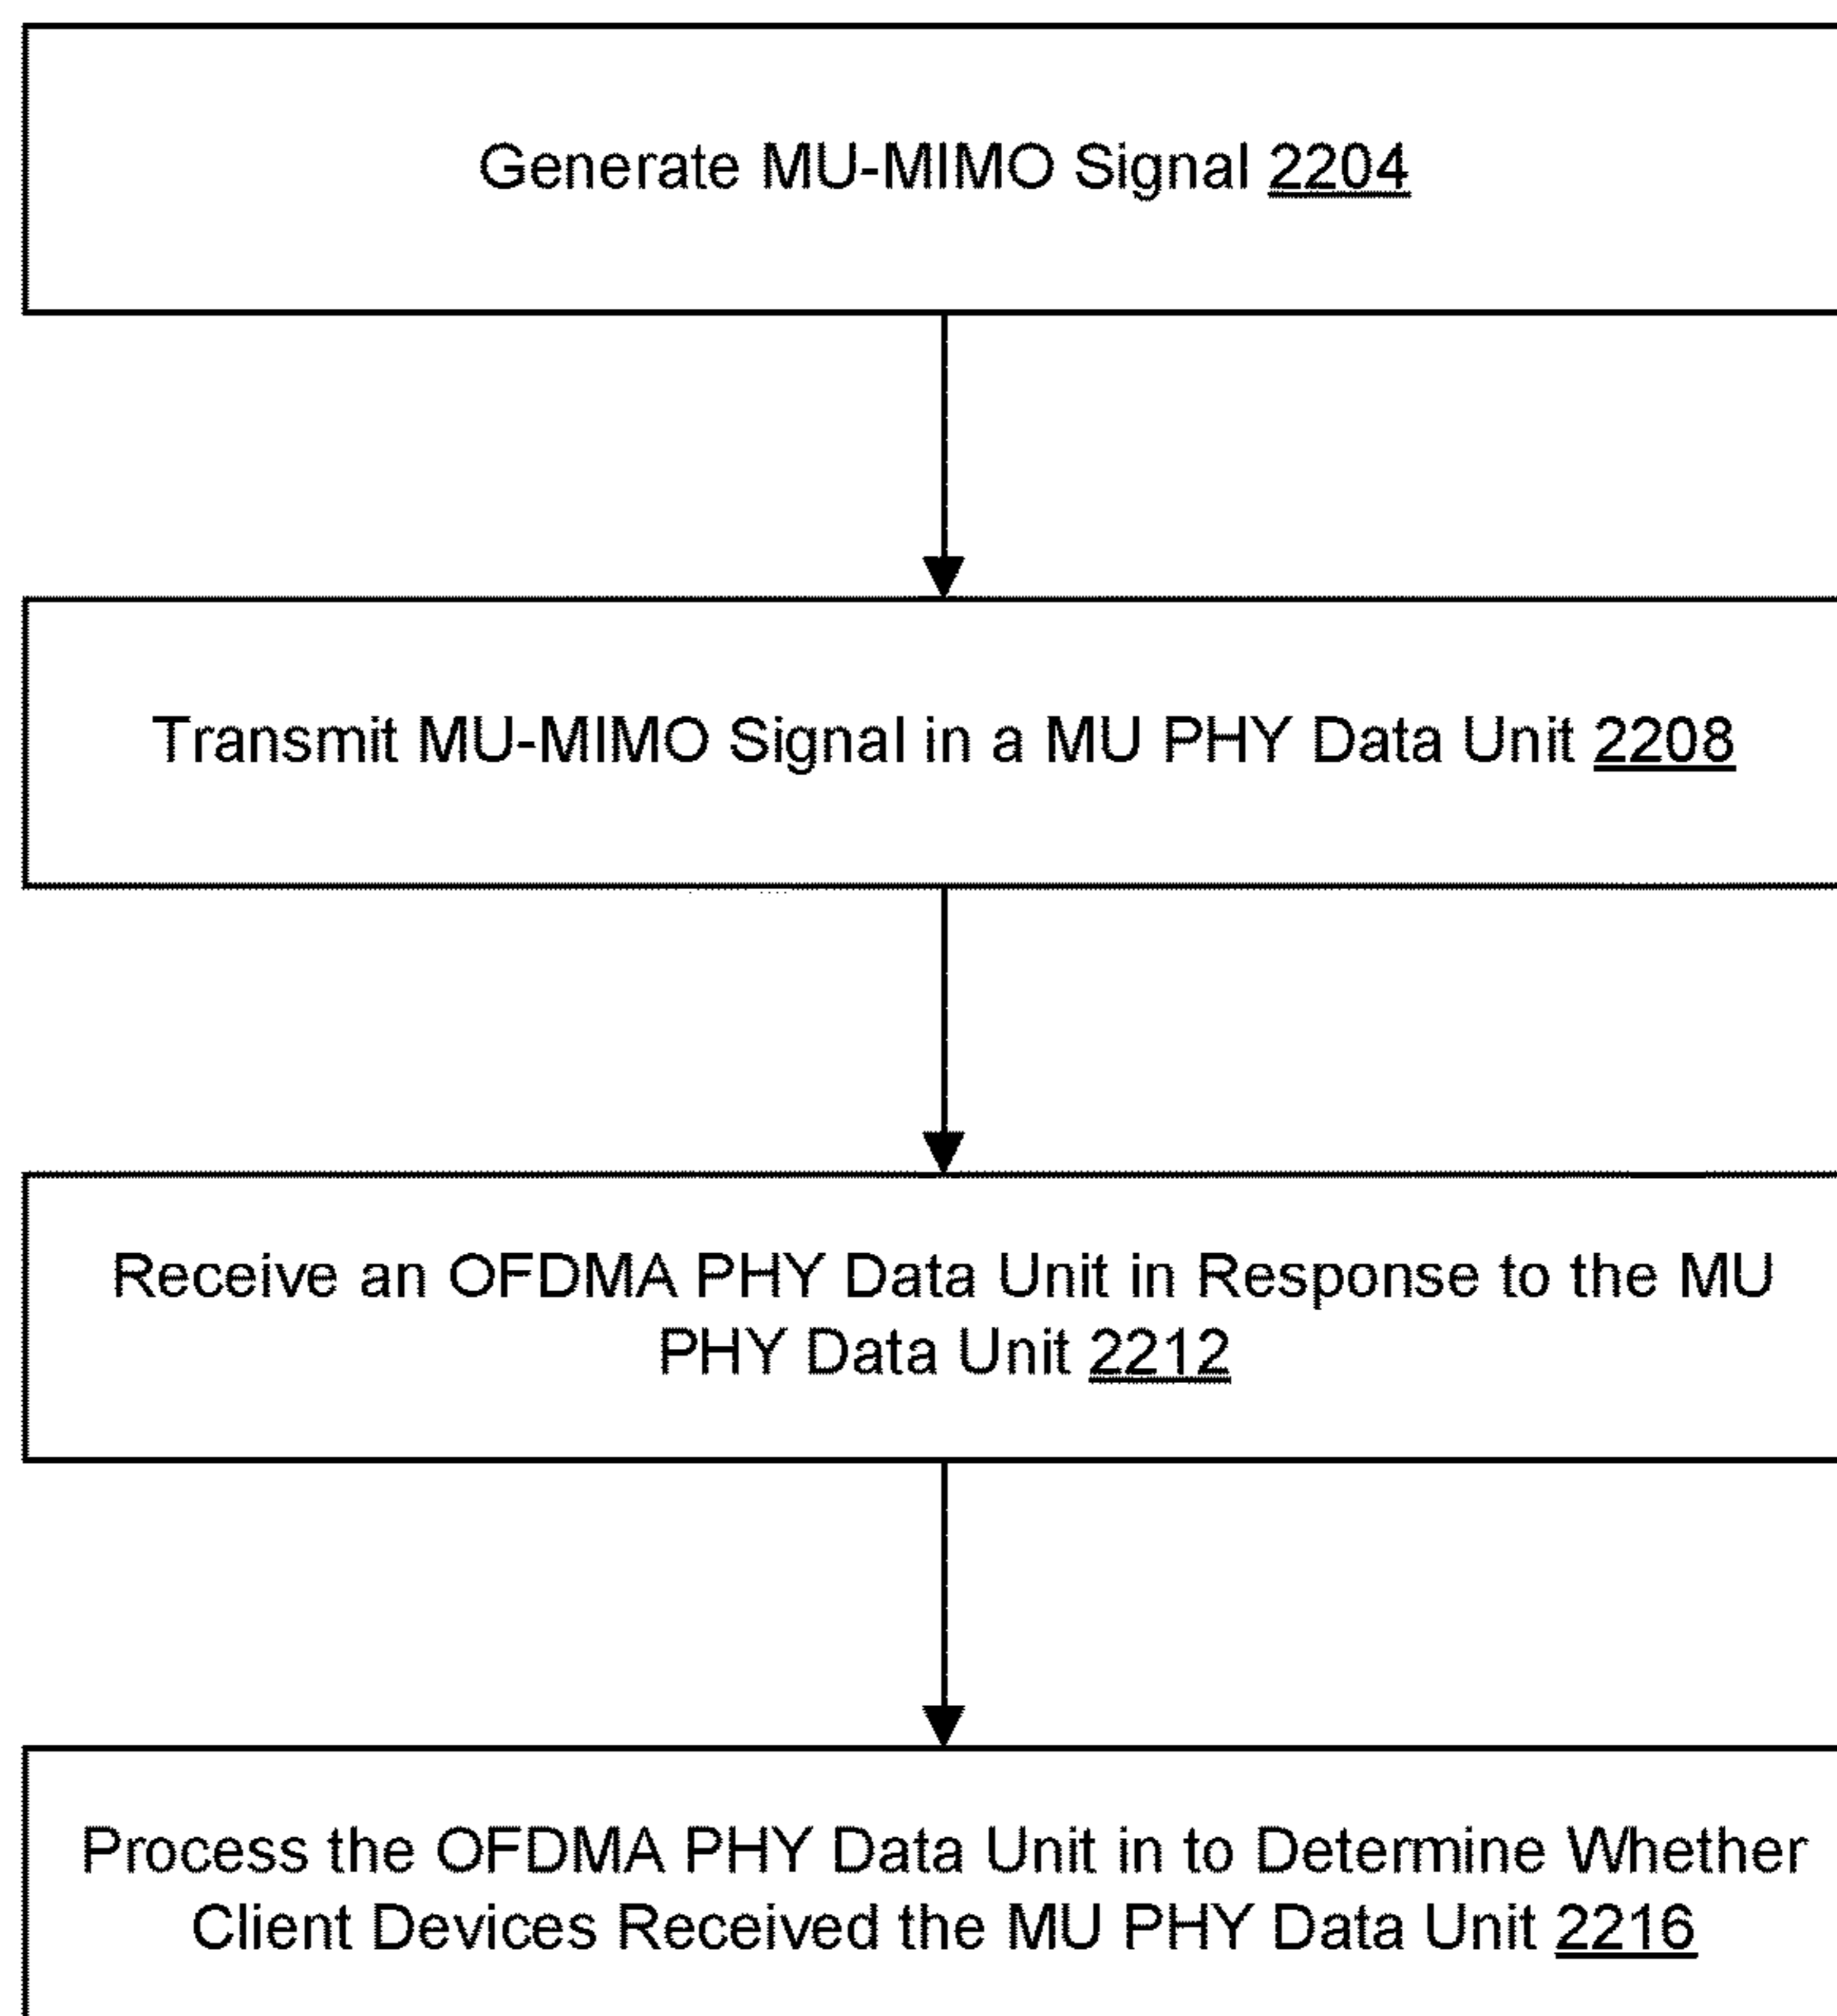 Generate MU-MIMO Signal 2204
Transmit MU-MIMO Signal in a MU PHY Data Unit 2208
Receive an OFDMA PHY Data Unit in Response to the MU
PHY Data Unit 2212
Process the OFDMA PHY Data Unit in to Determine Whether
Client Devices Received the MU PHY Data Unit 2216